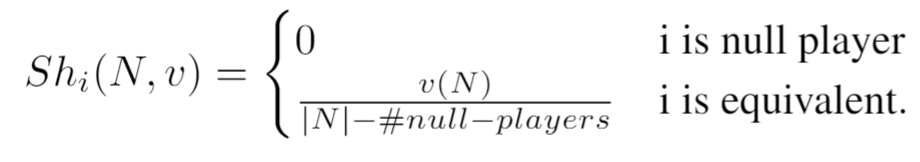 Sh_i(N, v) = { 0 i is null player
v(N) / |N|−#null−players i is equivalent.